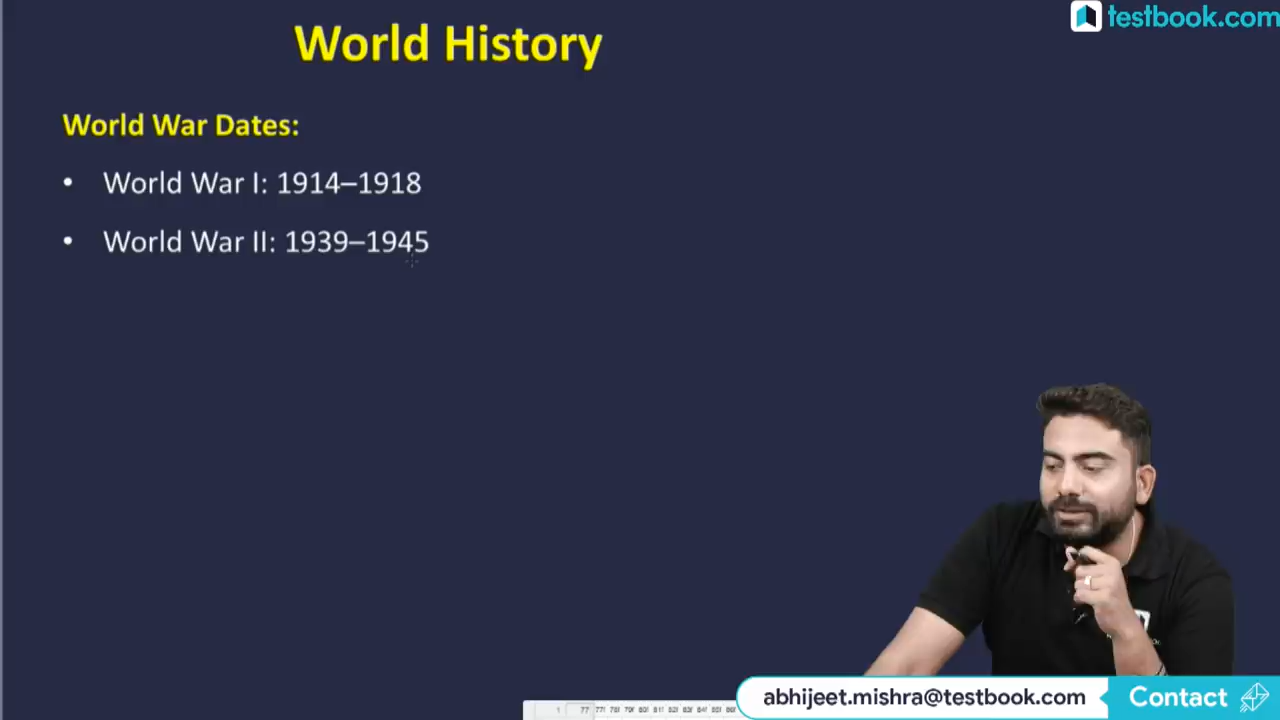 World History
testbook.com
World War Dates:
• World War I: 1914–1918
• World War II: 1939–1945
abhijeet.mishra@testbook.com
Contact